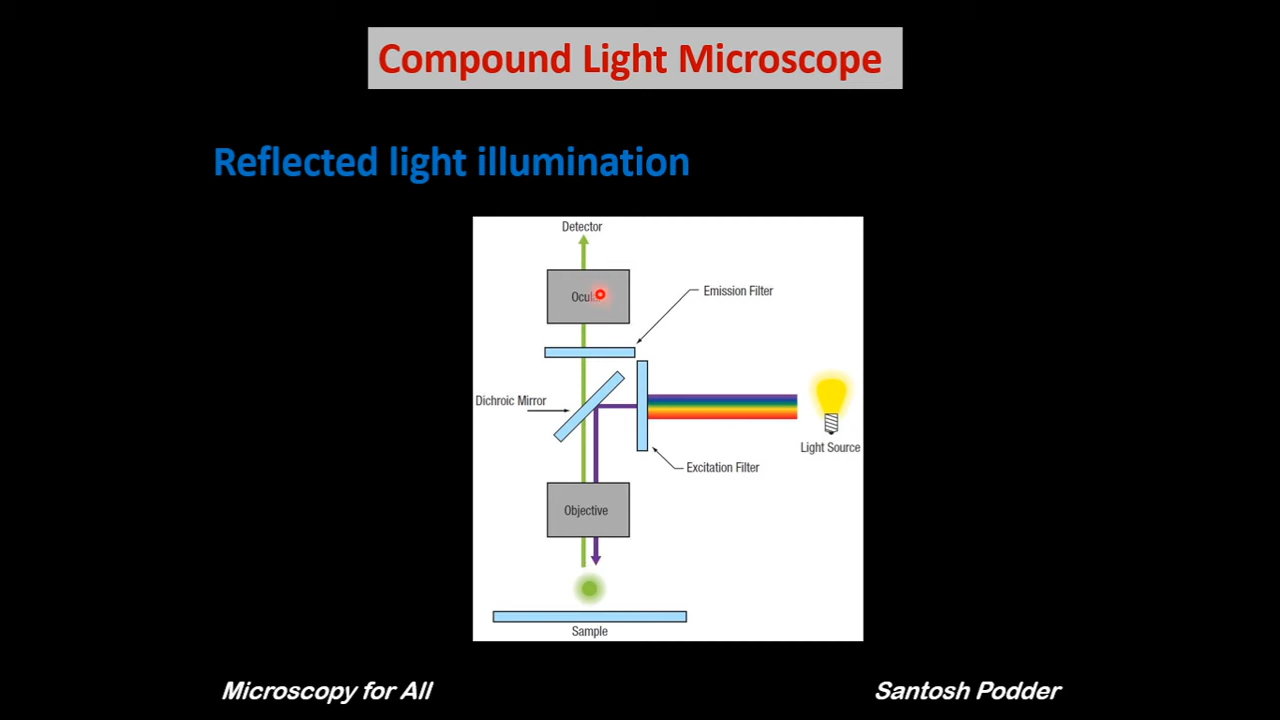 Compound Light Microscope
Reflected light illumination
Detector
Emission Filter
Dichroic Mirror
Light Source
Excitation Filter
Objective
Sample
Microscopy for All
Santosh Podder